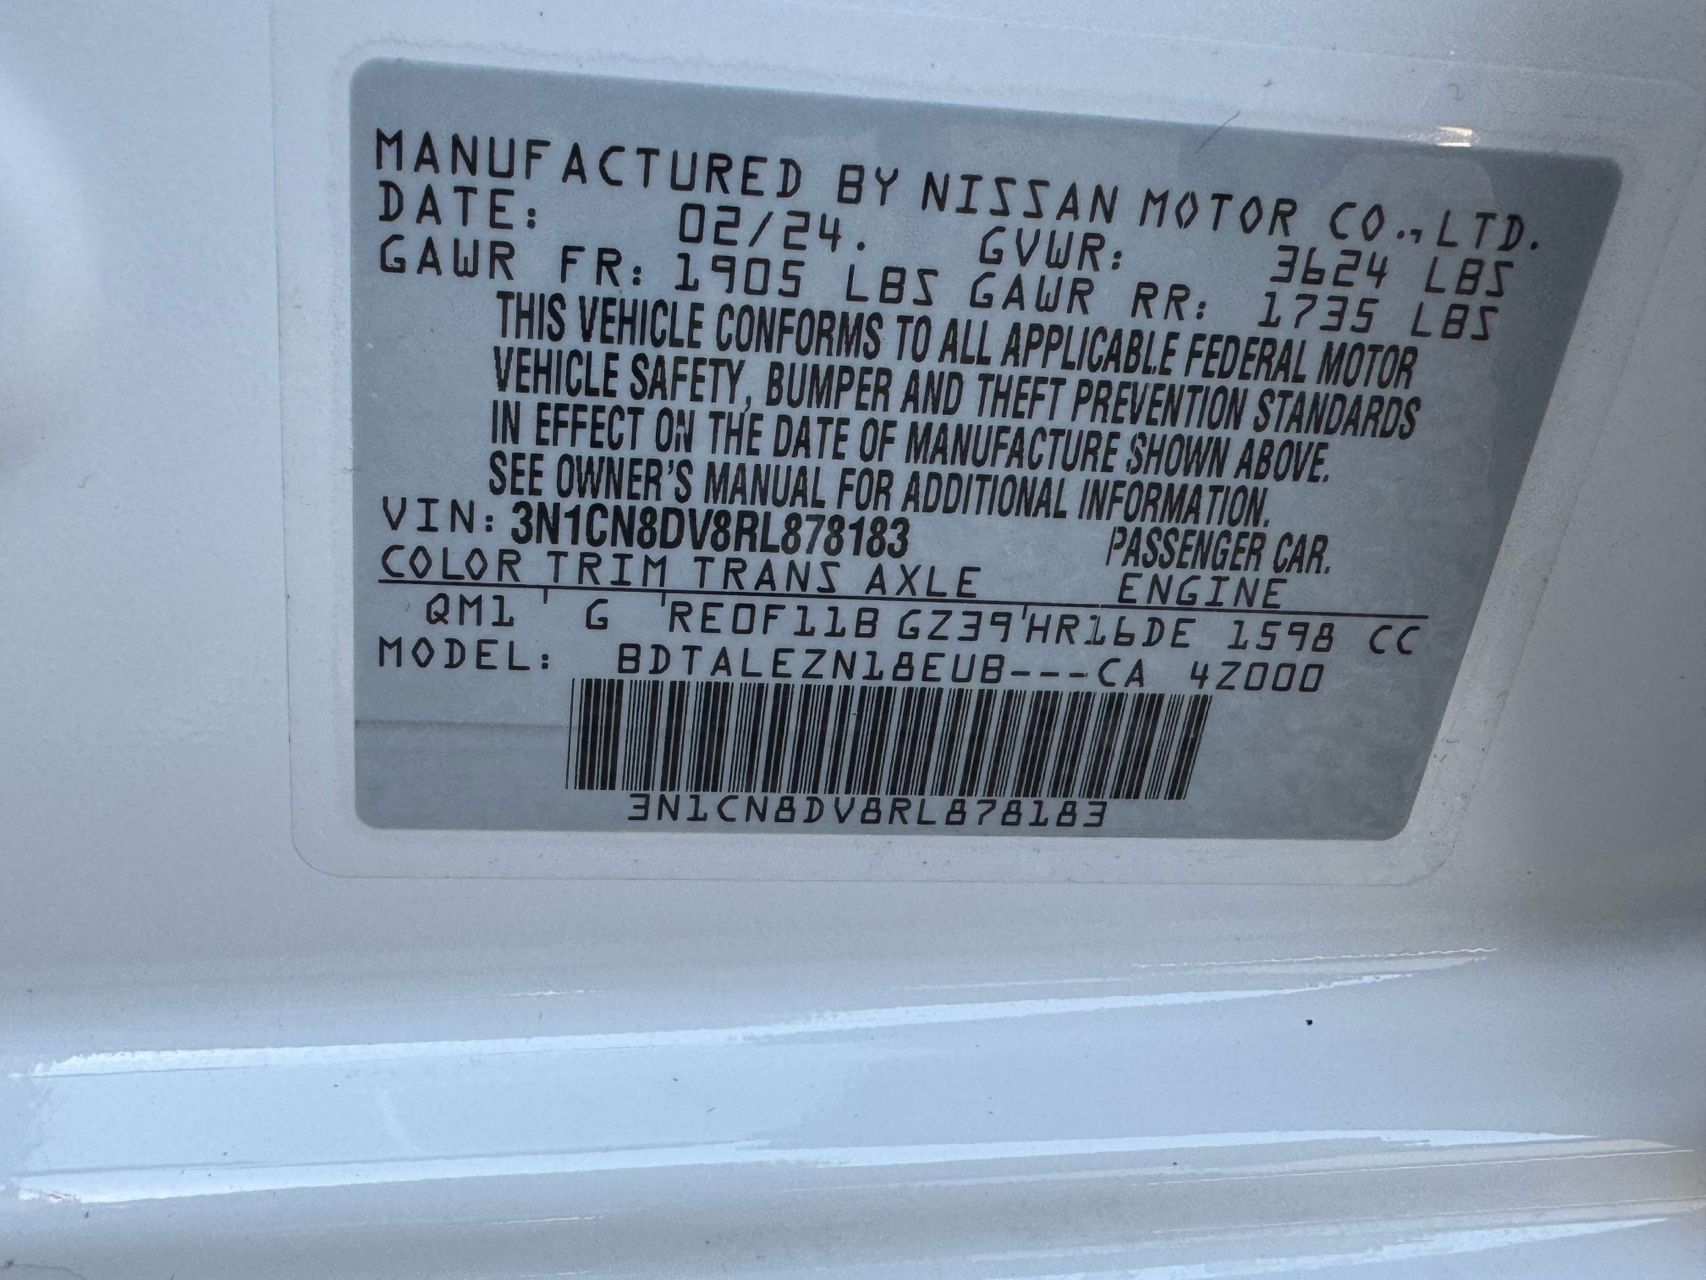 MANUFACTURED BY NISSAN MOTOR CO., LTD.
DATE: 02/24. GVWR: 3624 LBS
GAWR FR: 1905 LBS GAWR RR: 1735 LBS
THIS VEHICLE CONFORMS TO ALL APPLICABLE FEDERAL MOTOR
VEHICLE SAFETY, BUMPER AND THEFT PREVENTION STANDARDS
IN EFFECT ON THE DATE OF MANUFACTURE SHOWN ABOVE.
SEE OWNER'S MANUAL FOR ADDITIONAL INFORMATION.
VIN: 3N1CN8DV8RL878183 PASSENGER CAR.
COLOR TRIM TRANS AXLE ENGINE
QM1 G RE0F11B GZ39 HR16DE 1598 CC
MODEL: BDTALEZN18EUB---CA 4Z000
3N1CN8DV8RL878183